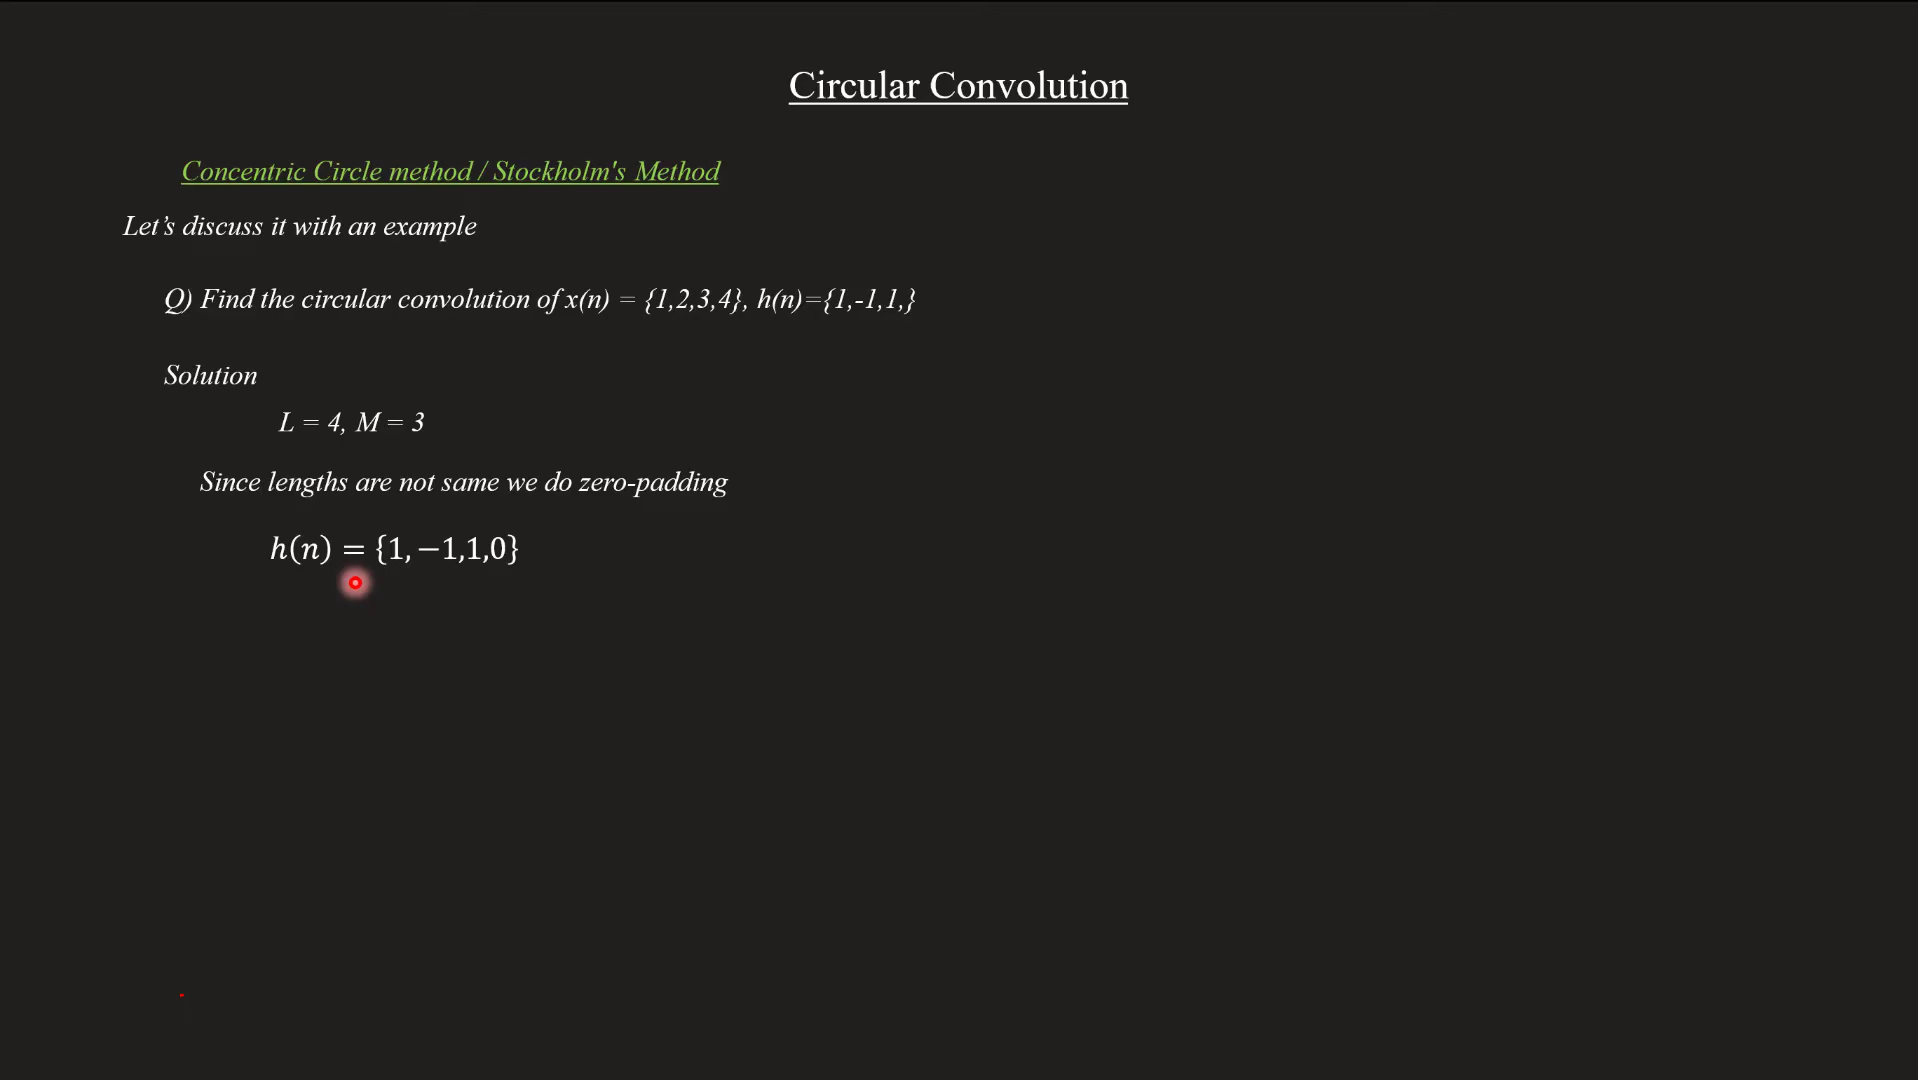 Circular Convolution
Concentric Circle method / Stockholm's Method
Let’s discuss it with an example
Q) Find the circular convolution of x(n) = {1,2,3,4}, h(n)={1,-1,1,}
Solution
L = 4, M = 3
Since lengths are not same we do zero-padding
ℎ(𝑛) = {1, −1,1,0}